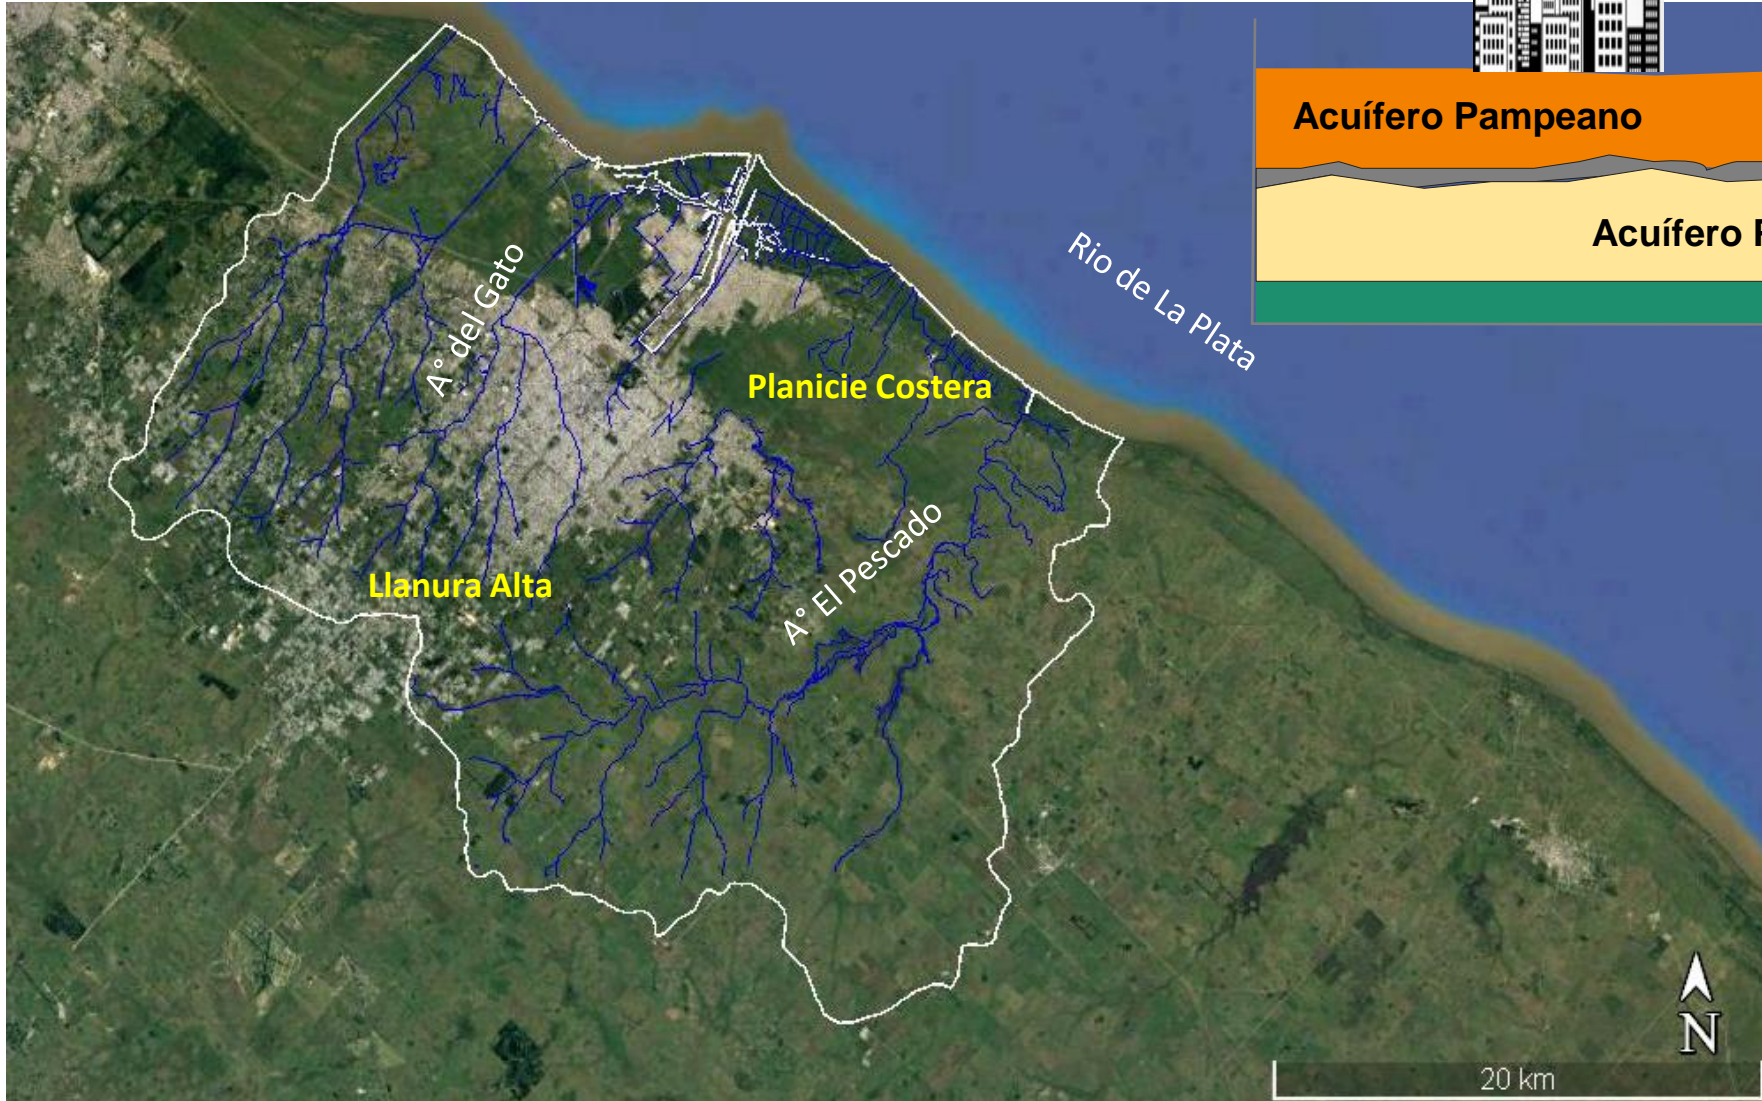 Acuífero Pampeano
Acuífero
Rio de La Plata
A° del Gato
Planicie Costera
A° El Pescado
Llanura Alta
N
20 km